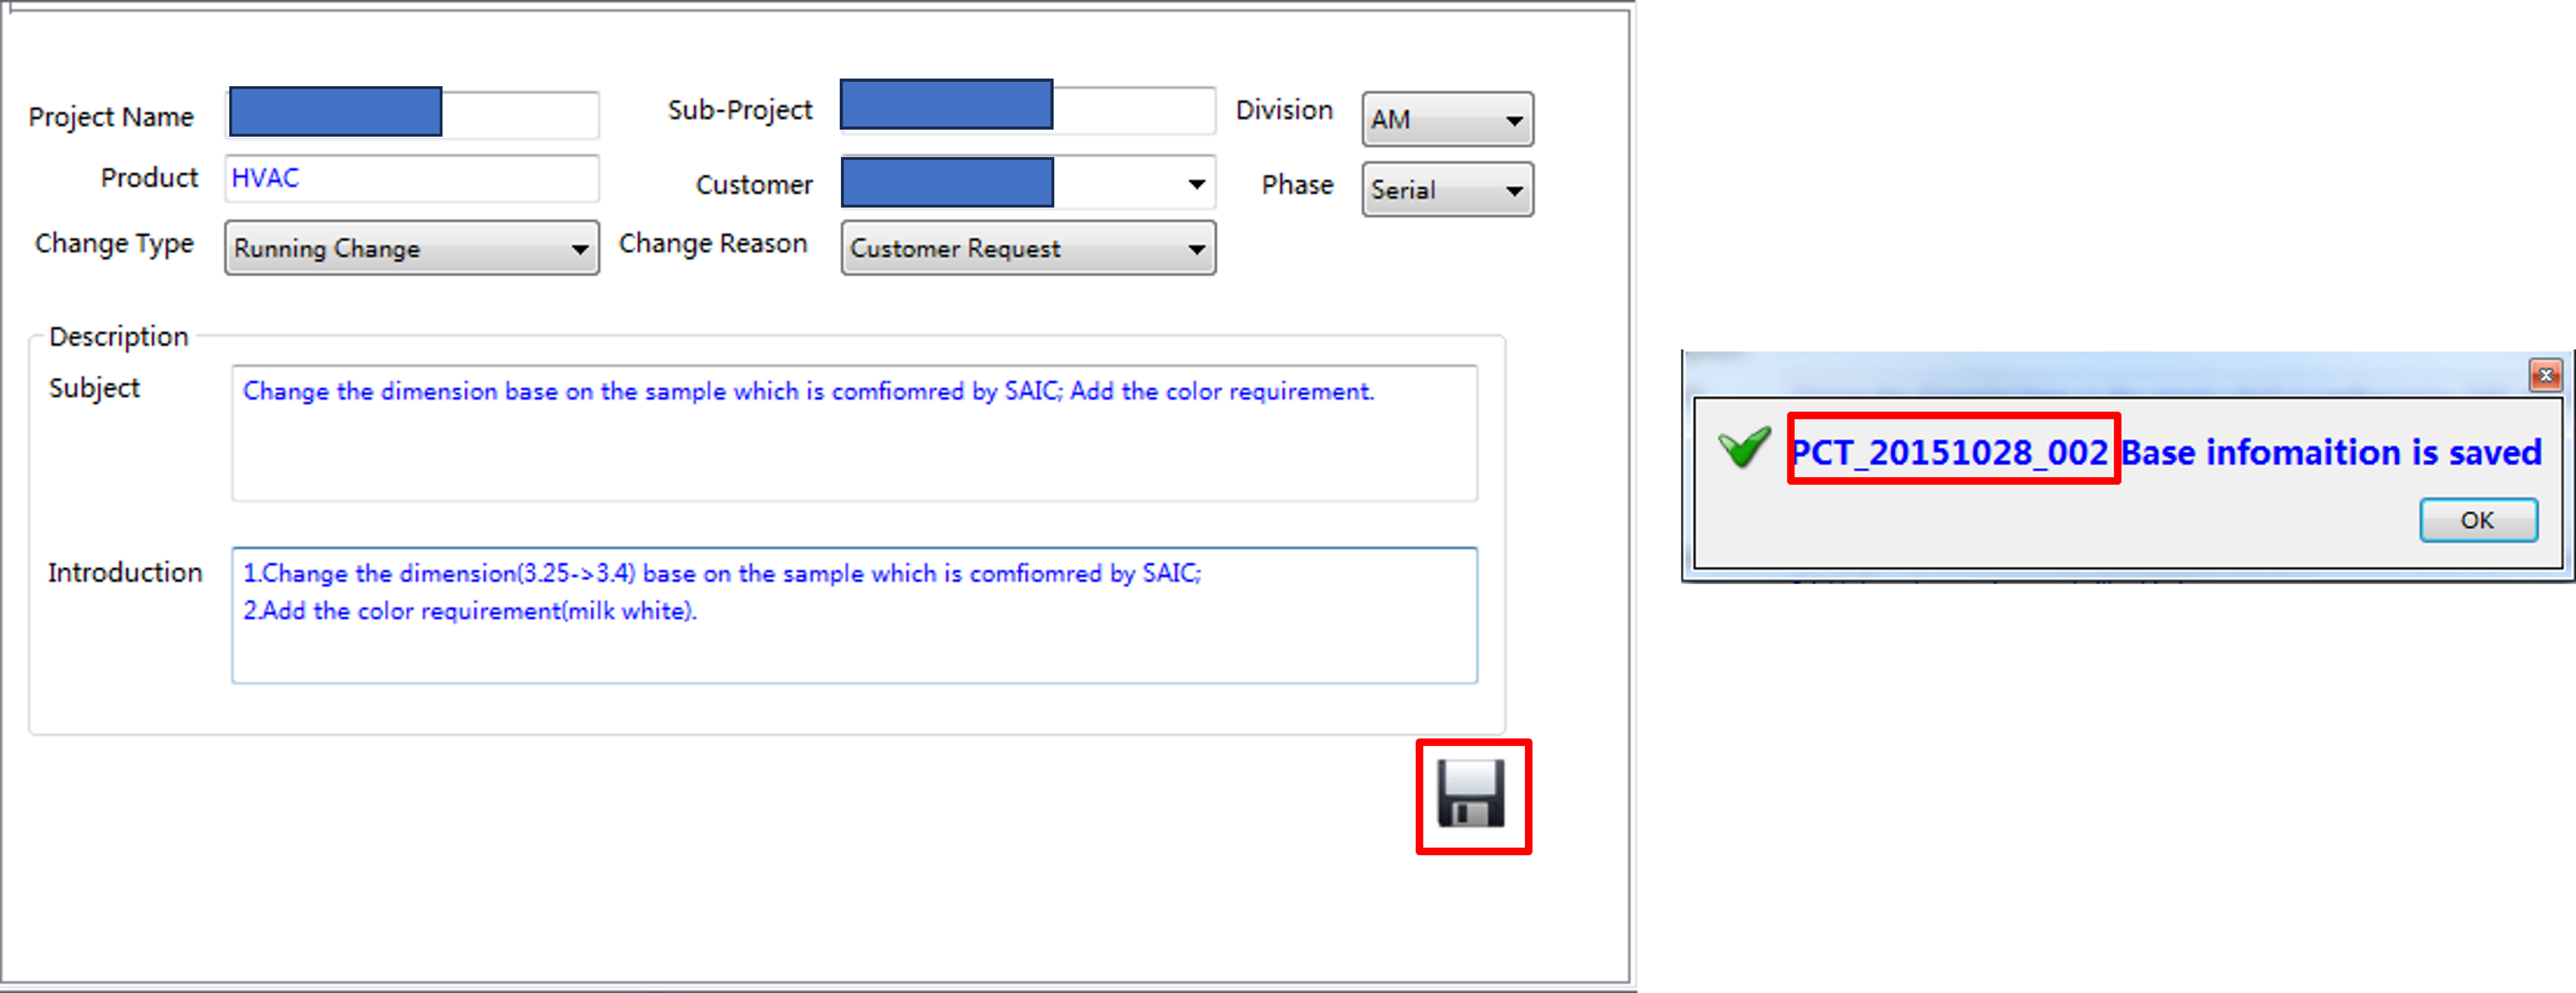 Project Name
Sub-Project
Division AM
Product HVAC
Customer
Phase Serial
Change Type Running Change
Change Reason Customer Request
Description
Subject
Change the dimension base on the sample which is comfiomred by SAIC; Add the color requirement.
Introduction
1.Change the dimension(3.25->3.4) base on the sample which is comfiomred by SAIC;
2.Add the color requirement(milk white).
PCT_20151028_002 Base infomaition is saved
OK